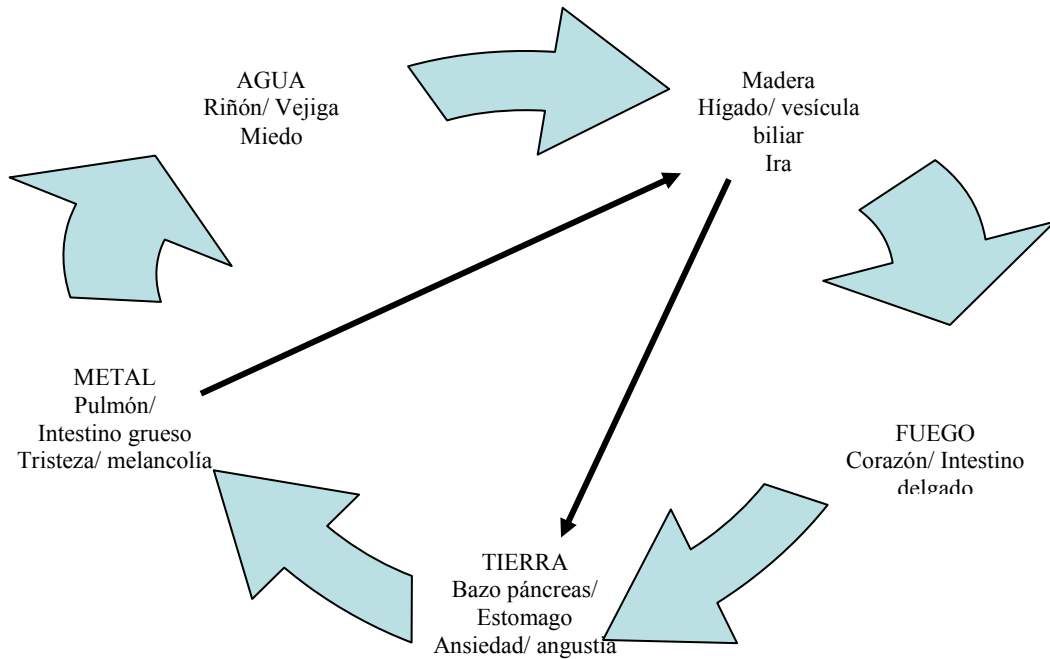 AGUA
Riñón/ Vejiga
Miedo
Madera
Hígado/ vesícula
biliar
Ira
METAL
Pulmón/
Intestino grueso
Tristeza/ melancolía
FUEGO
Corazón/ Intestino
delgado
TIERRA
Bazo páncreas/
Estomago
Ansiedad/ angustia